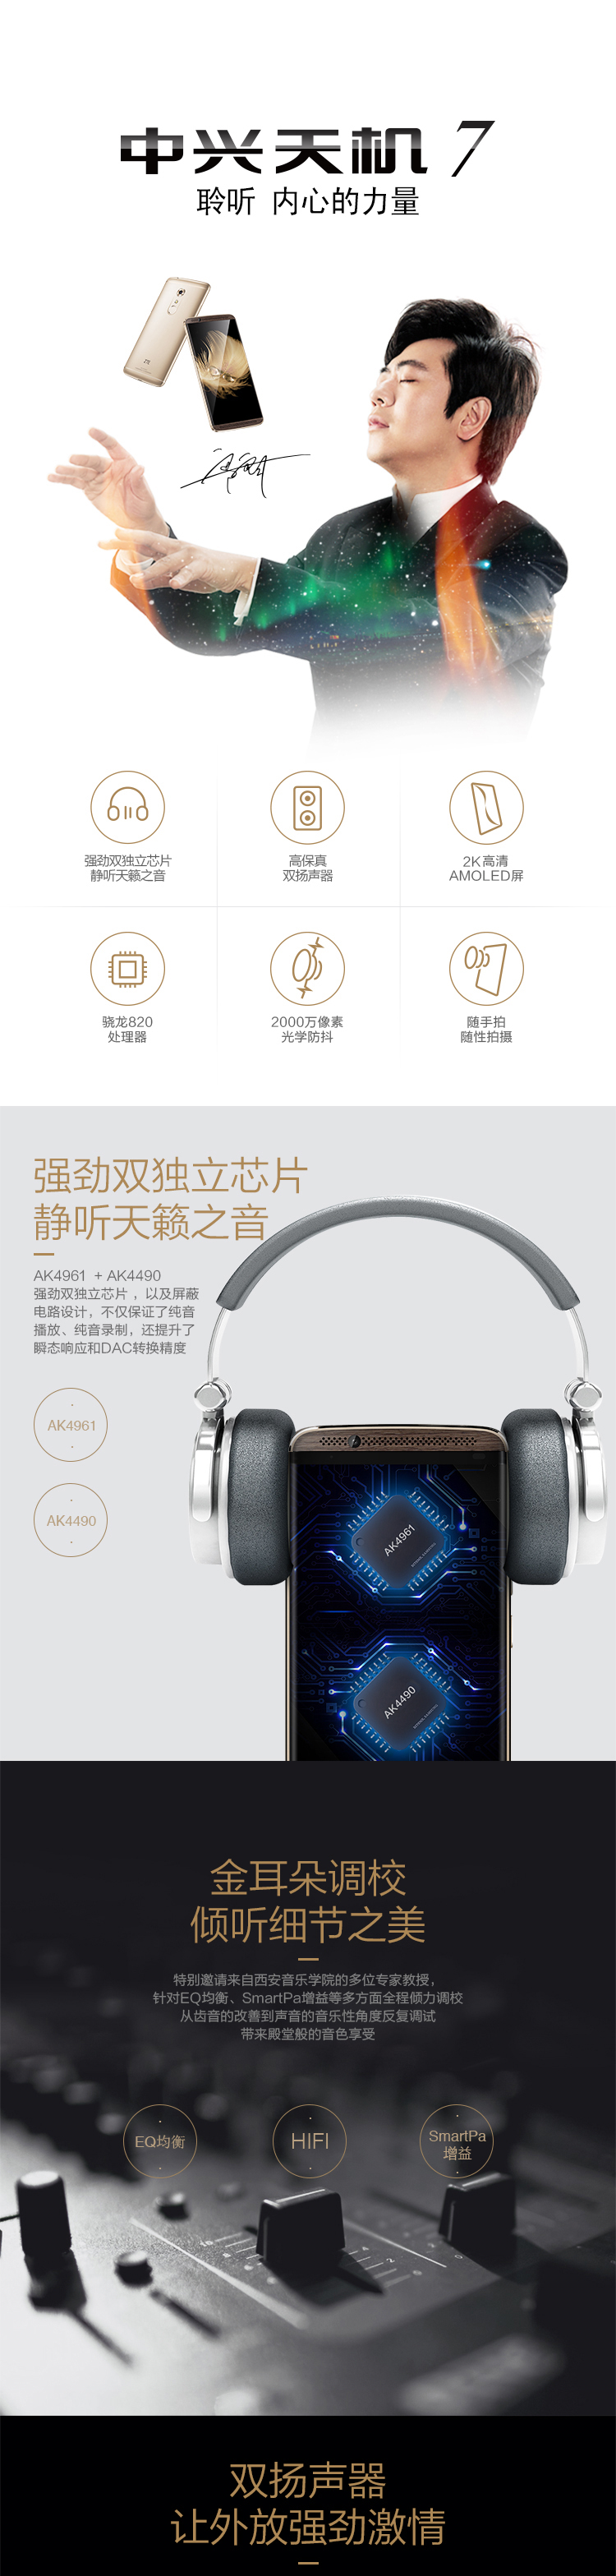 中兴天机 7
聆听 内心的力量
ZTE
强劲双独立芯片
静听天籁之音
高保真
双扬声器
2K高清
AMOLED屏
骁龙820
处理器
2000万像素
光学防抖
随手拍
随性拍摄
强劲双独立芯片
静听天籁之音
AK4961 + AK4490
强劲双独立芯片，以及屏蔽
电路设计，不仅保证了纯音
播放、纯音录制，还提升了
瞬态响应和DAC转换精度
AK4961
AK4490
AK4961
AK4490
金耳朵调校
倾听细节之美
特别邀请来自西安音乐学院的多位专家教授，
针对EQ均衡、SmartPa增益等多方面全程倾力调校
从齿音的改善到声音的音乐性角度反复调试
带来殿堂般的音色享受
EQ均衡
HIFI
SmartPa
增益
双扬声器
让外放强劲激情